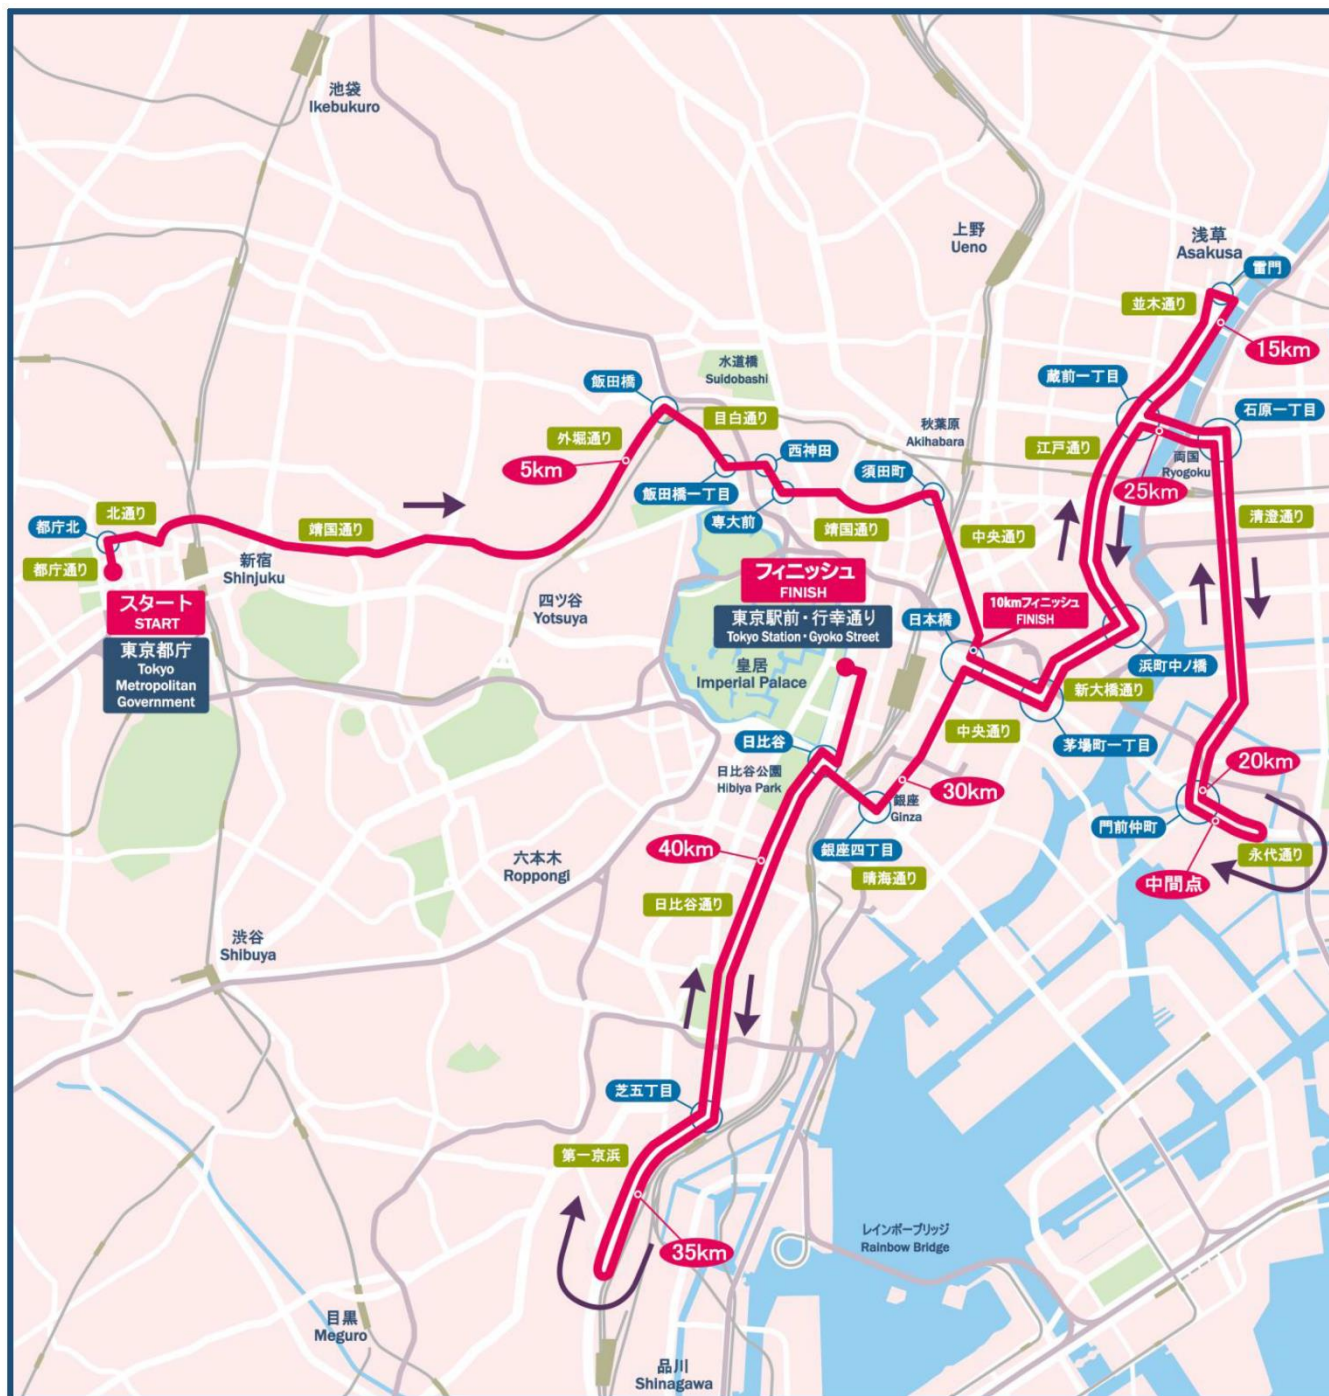 池袋
Ikebukuro
上野
Ueno
浅草
Asakusa
雷門
並木通り
15km
水道橋
Suidobashi
飯田橋
蔵前一丁目
石原一丁目
目白通り
秋葉原
Akihabara
外堀通り
江戸通り
5km
西神田
両国
Ryogoku
須田町
飯田橋一丁目
25km
専大前
北通り
都庁北
靖国通り
靖国通り
中央通り
清澄通り
都庁通り
新宿
Shinjuku
フィニッシュ
FINISH
スタート
START
四ツ谷
Yotsuya
10kmフィニッシュ
FINISH
東京駅前・行幸通り
Tokyo Station・Gyoko Street
日本橋
東京都庁
Tokyo
Metropolitan
Government
皇居
Imperial Palace
浜町中ノ橋
新大橋通り
中央通り
茅場町一丁目
日比谷
日比谷公園
Hibiya Park
20km
30km
銀座
Ginza
門前仲町
40km
銀座四丁目
永代通り
六本木
Roppongi
晴海通り
中間点
日比谷通り
渋谷
Shibuya
芝五丁目
第一京浜
レインボーブリッジ
Rainbow Bridge
35km
目黒
Meguro
品川
Shinagawa